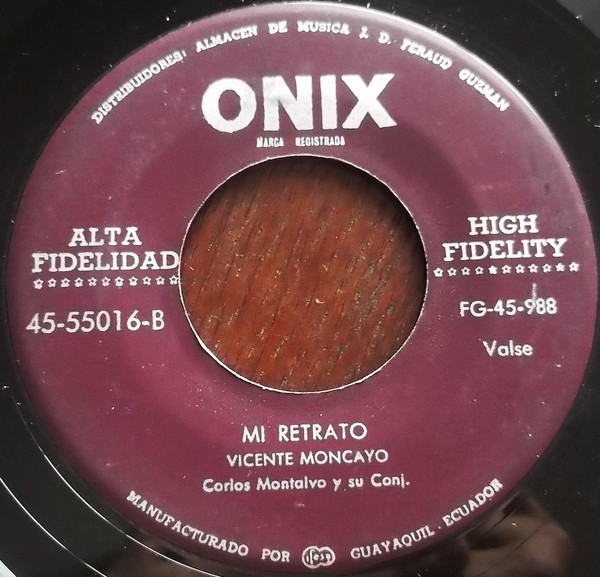 DISTRIBUIDORES: ALMACEN DE MUSICA J. D. FERAUD GUZMAN
ONIX
MARCA REGISTRADA
ALTA
FIDELIDAD
HIGH
FIDELITY
45-55016-B
FG-45-988
Valse
MI RETRATO
VICENTE MONCAYO
Carlos Montalvo y su Conj.
MANUFACTURADO POR ifesa GUAYAQUIL - ECUADOR